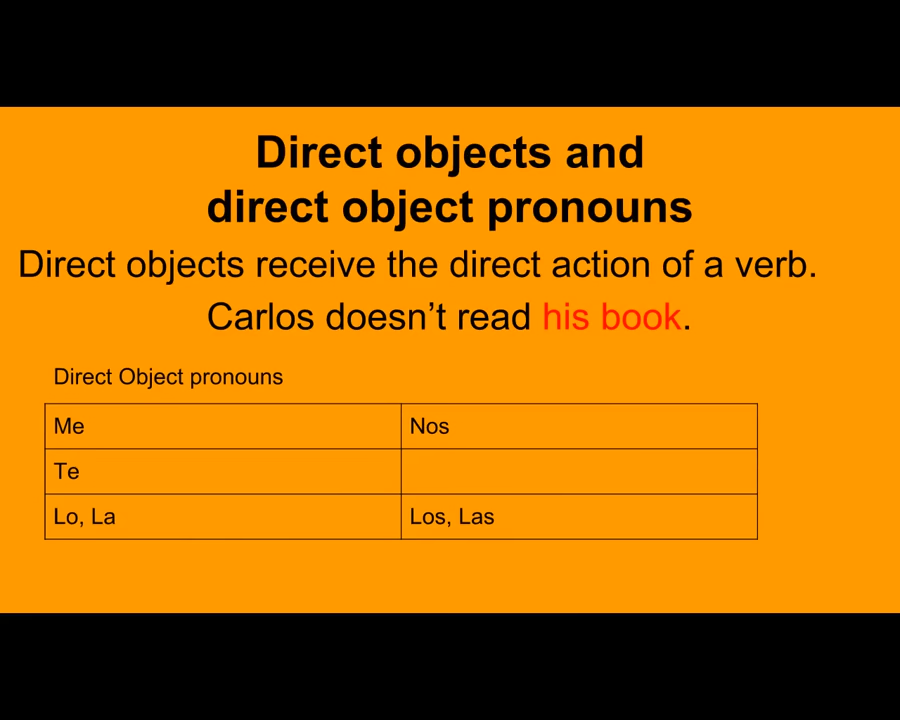 Direct objects and
direct object pronouns
Direct objects receive the direct action of a verb.
Carlos doesn’t read his book.
Direct Object pronouns
Me Nos
Te
Lo, La Los, Las